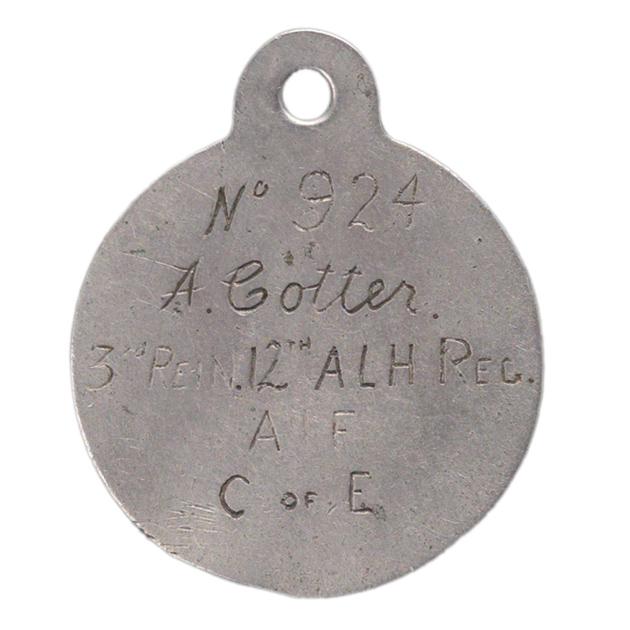 No 924
A. Cotter.
3rd REIN. 12TH ALH REG.
AIF
C OF E